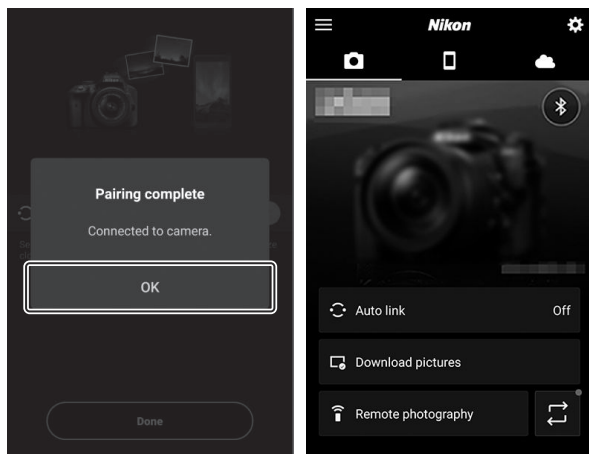 Pairing complete
Connected to camera.
OK
Done
Nikon
Auto link
Off
Download pictures
Remote photography